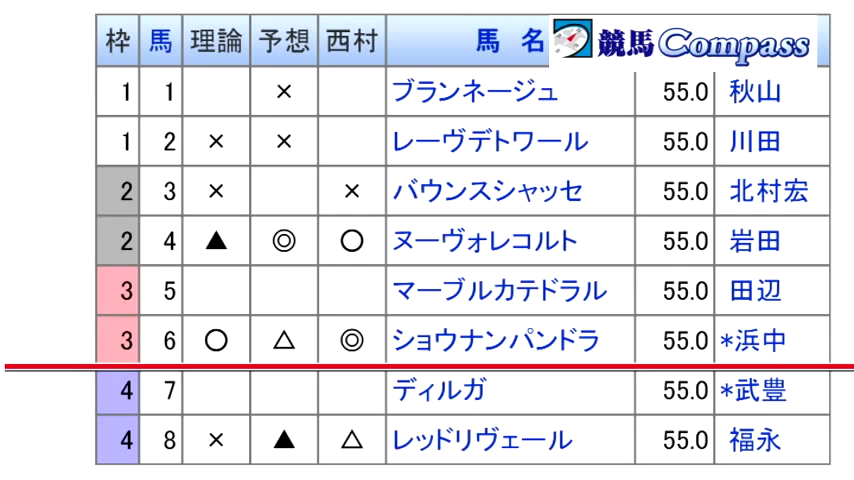 枠 馬 理論 予想 西村 馬 名 競馬Compass
1 1 × ブランネージュ 55.0 秋山
1 2 × × レーヴデトワール 55.0 川田
2 3 × × バウンスシャッセ 55.0 北村宏
2 4 ▲ ◎ ○ ヌーヴォレコルト 55.0 岩田
3 5 マーブルカテドラル 55.0 田辺
3 6 ○ △ ◎ ショウナンパンドラ 55.0 *浜中
4 7 ディルガ 55.0 *武豊
4 8 × ▲ △ レッドリヴェール 55.0 福永